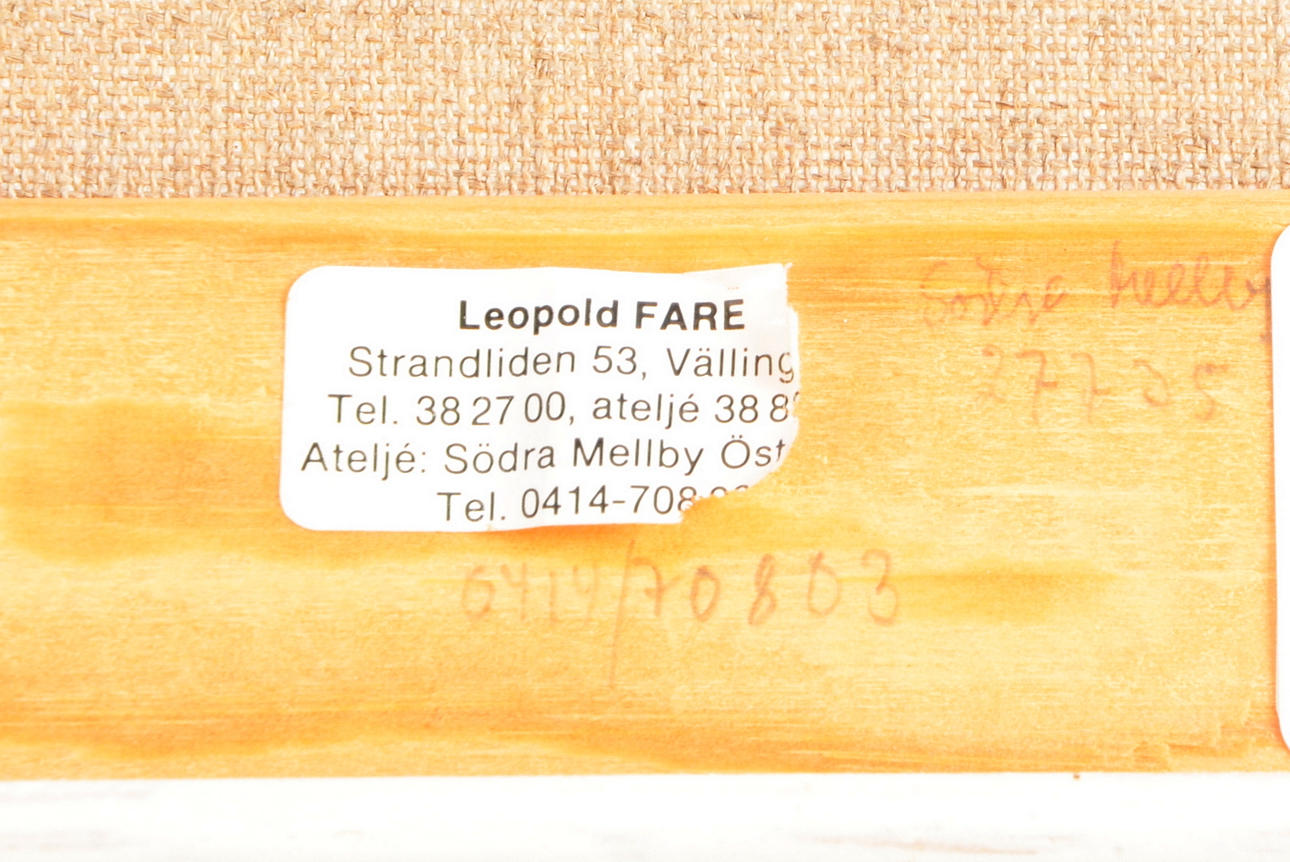 Leopold FARE
Strandliden 53, Välling
Tel. 38 27 00, ateljé 38 8
Ateljé: Södra Mellby Öst
Tel. 0414-708
Södra Mellby
27735
0414/70803